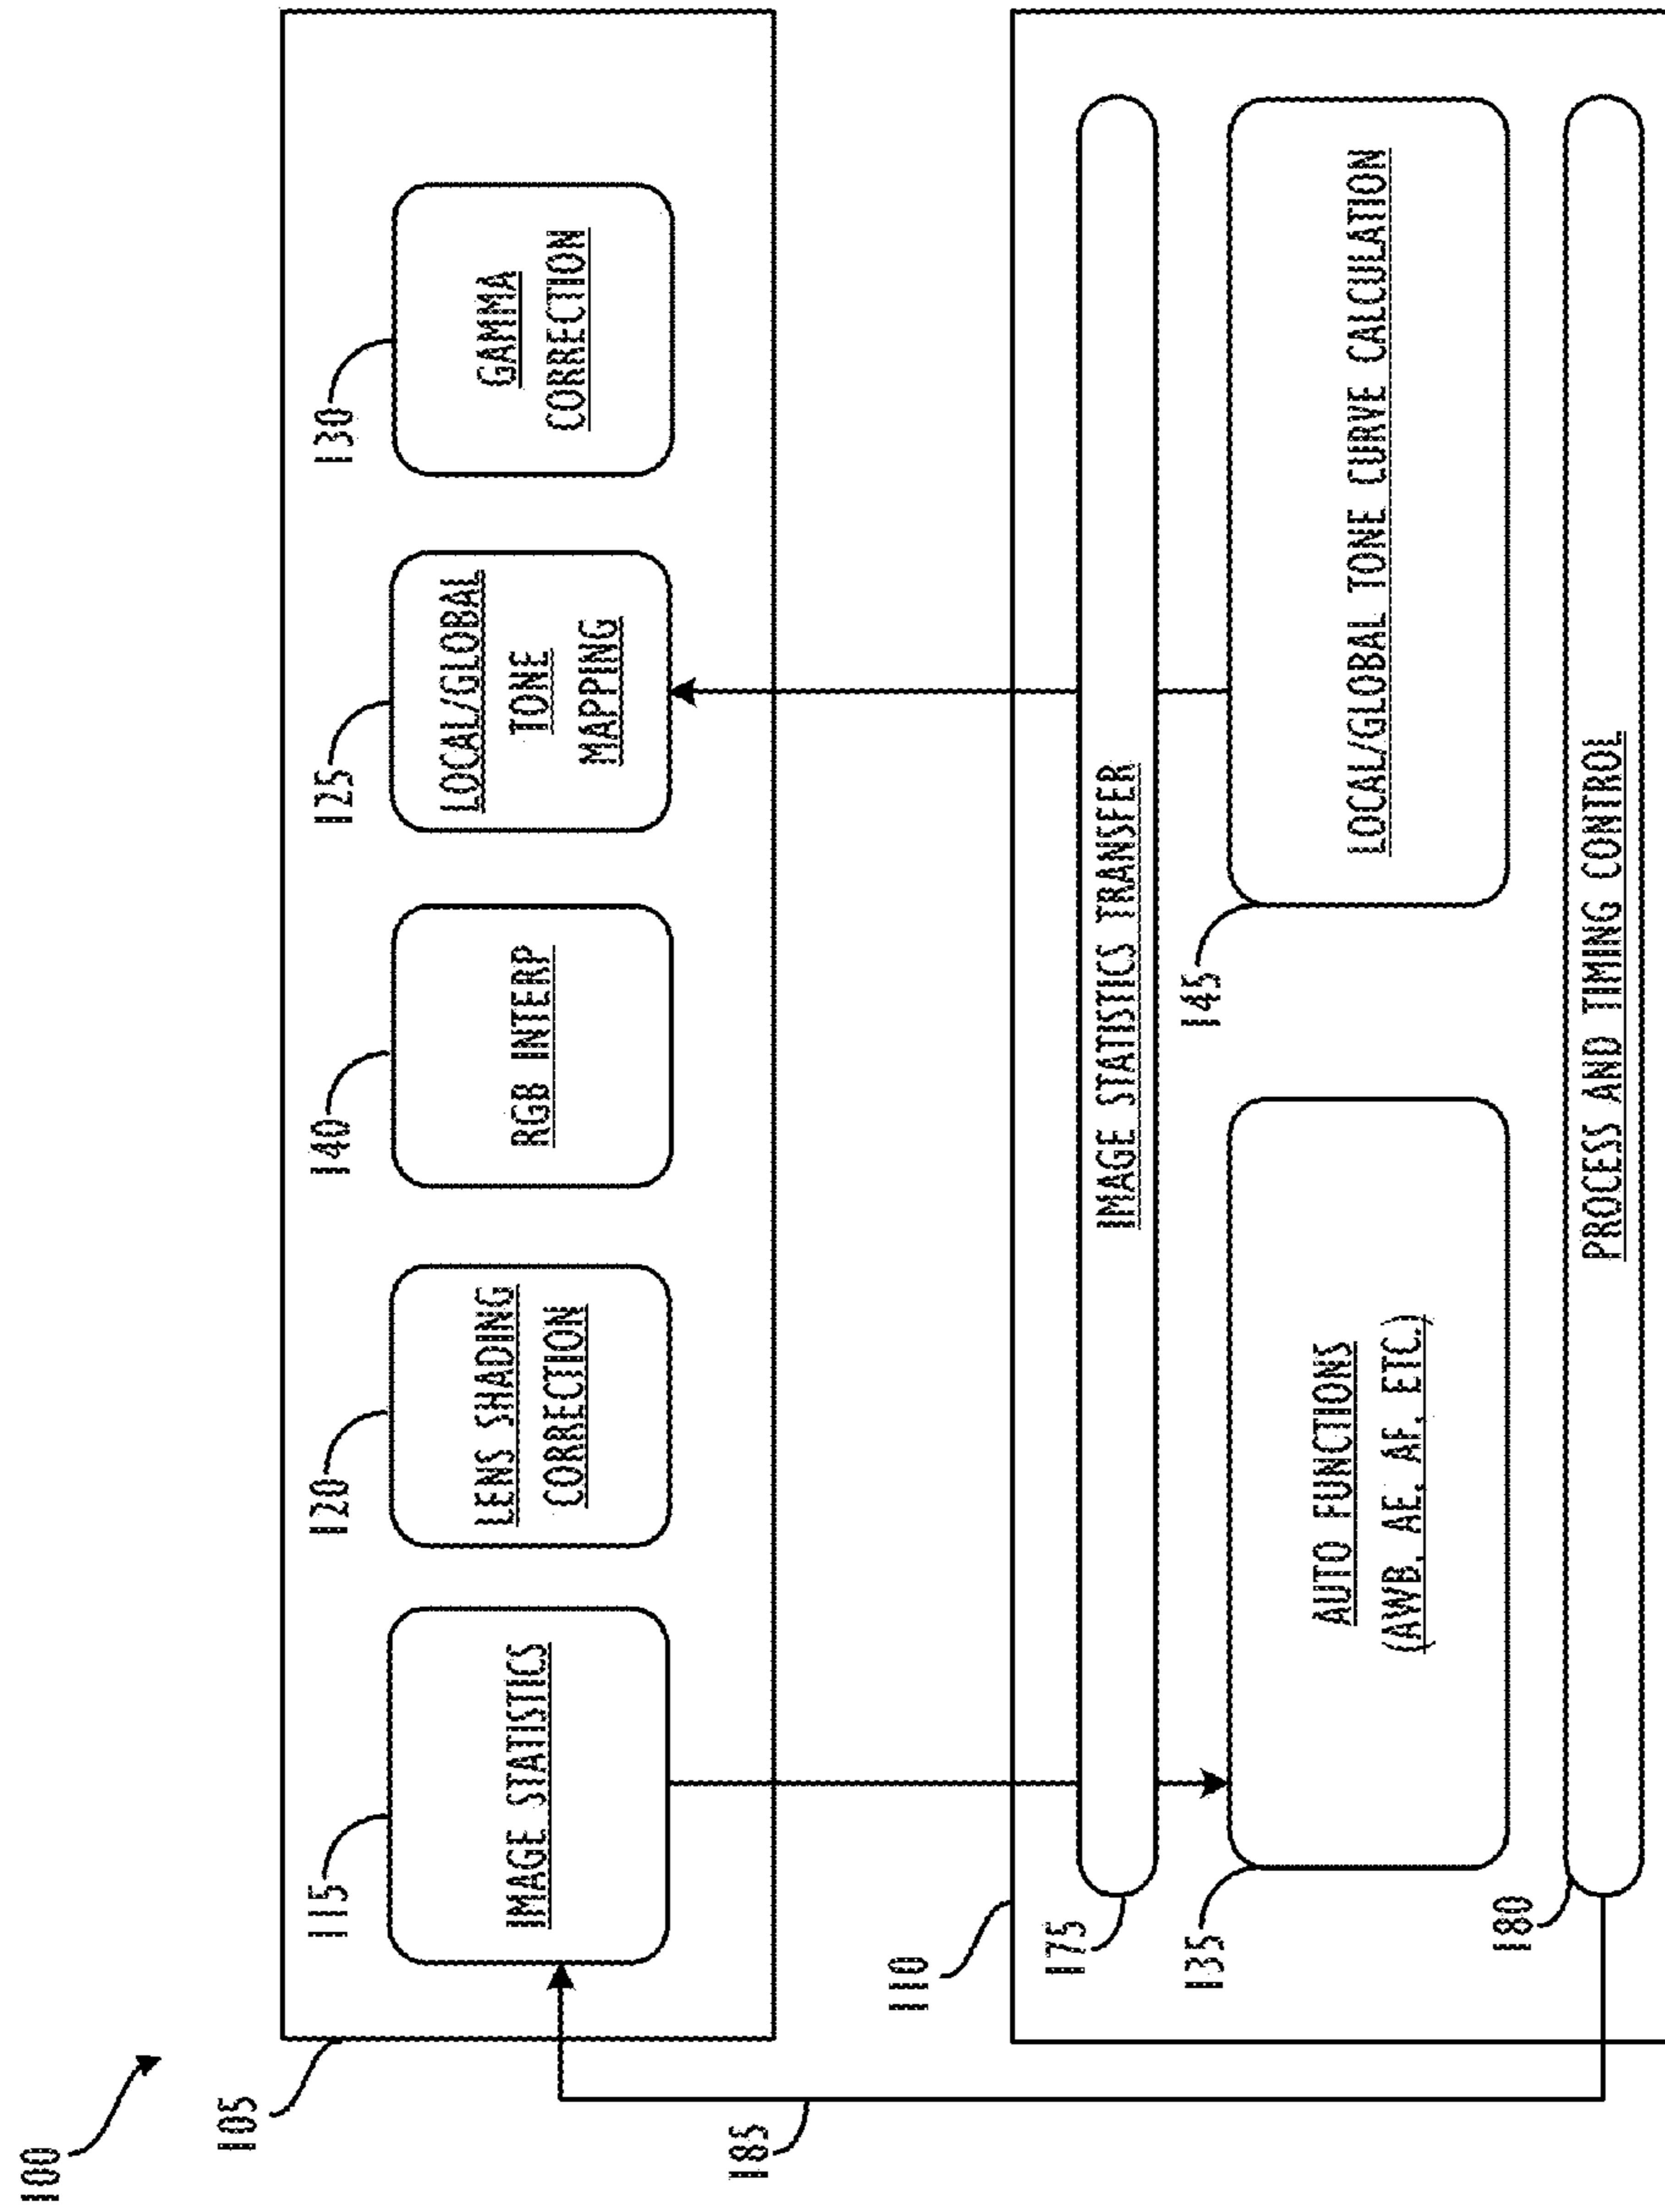 100
105
115
IMAGE STATISTICS
120
LENS SHADING
CORRECTION
140
RGB INTERP
125
LOCAL/GLOBAL
TONE
MAPPING
130
GAMMA
CORRECTION
185
110
175
IMAGE STATISTICS TRANSFER
135
AUTO FUNCTIONS
(AWB, AE, AF, ETC.)
145
LOCAL/GLOBAL TONE CURVE CALCULATION
180
PROCESS AND TIMING CONTROL